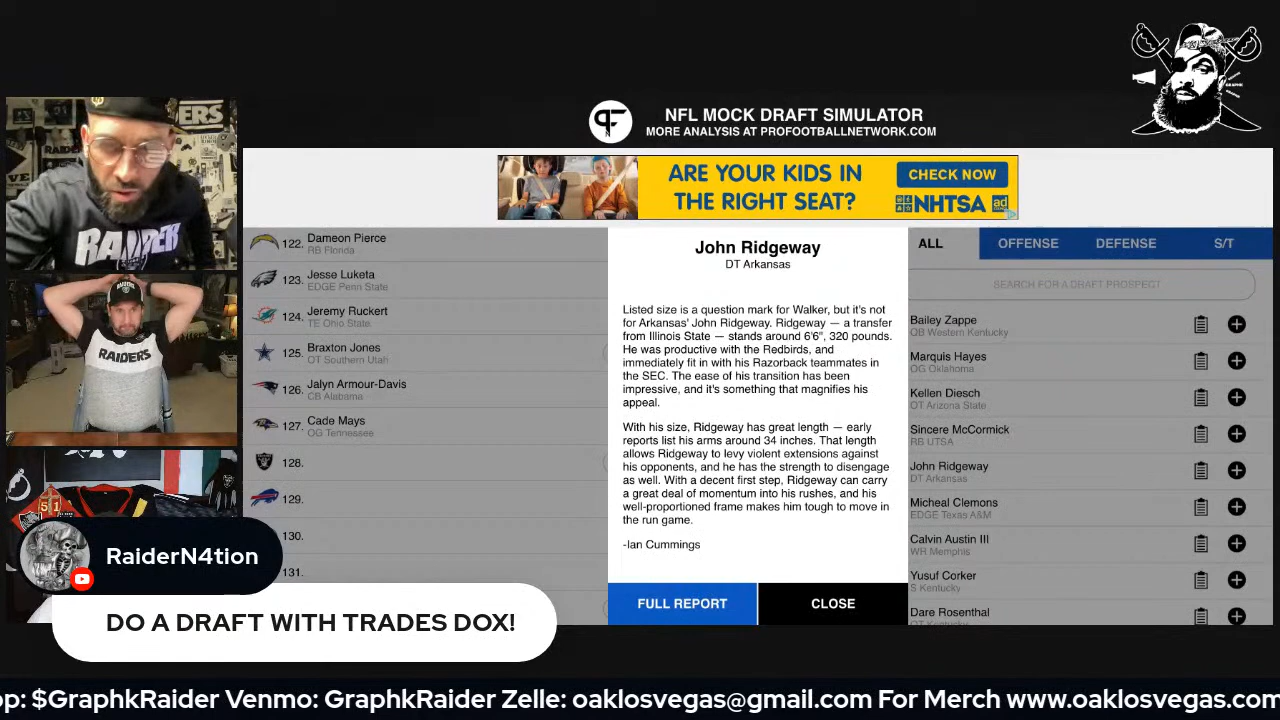 NFL MOCK DRAFT SIMULATOR
MORE ANALYSIS AT PROFOOTBALLNETWORK.COM
ARE YOUR KIDS IN
THE RIGHT SEAT?
CHECK NOW
NHTSA
ad
122. Dameon Pierce
RB Florida
123. Jesse Luketa
EDGE Penn State
124. Jeremy Ruckert
TE Ohio State
125. Braxton Jones
OT Southern Utah
126. Jalyn Armour-Davis
CB Alabama
127. Cade Mays
OG Tennessee
128.
129.
130.
131.
John Ridgeway
DT Arkansas
Listed size is a question mark for Walker, but it's not
for Arkansas' John Ridgeway. Ridgeway — a transfer
from Illinois State — stands around 6'6", 320 pounds.
He was productive with the Redbirds, and
immediately fit in with his Razorback teammates in
the SEC. The ease of his transition has been
impressive, and it's something that magnifies his
appeal.
With his size, Ridgeway has great length — early
reports list his arms around 34 inches. That length
allows Ridgeway to levy violent extensions against
his opponents, and he has the strength to disengage
as well. With a decent first step, Ridgeway can carry
a great deal of momentum into his rushes, and his
well-proportioned frame makes him tough to move in
the run game.
-Ian Cummings
FULL REPORT
CLOSE
ALL
OFFENSE
DEFENSE
S/T
SEARCH FOR A DRAFT PROSPECT
Bailey Zappe
QB Western Kentucky
Marquis Hayes
OG Oklahoma
Kellen Diesch
OT Arizona State
Sincere McCormick
RB UTSA
John Ridgeway
DT Arkansas
Micheal Clemons
EDGE Texas A&M
Calvin Austin III
WR Memphis
Yusuf Corker
S Kentucky
Dare Rosenthal
OT Kentucky
RAIDERS
RaiderN4tion
DO A DRAFT WITH TRADES DOX!
op: $GraphkRaider Venmo: GraphkRaider Zelle: oaklosvegas@gmail.com For Merch www.oaklosvegas.com